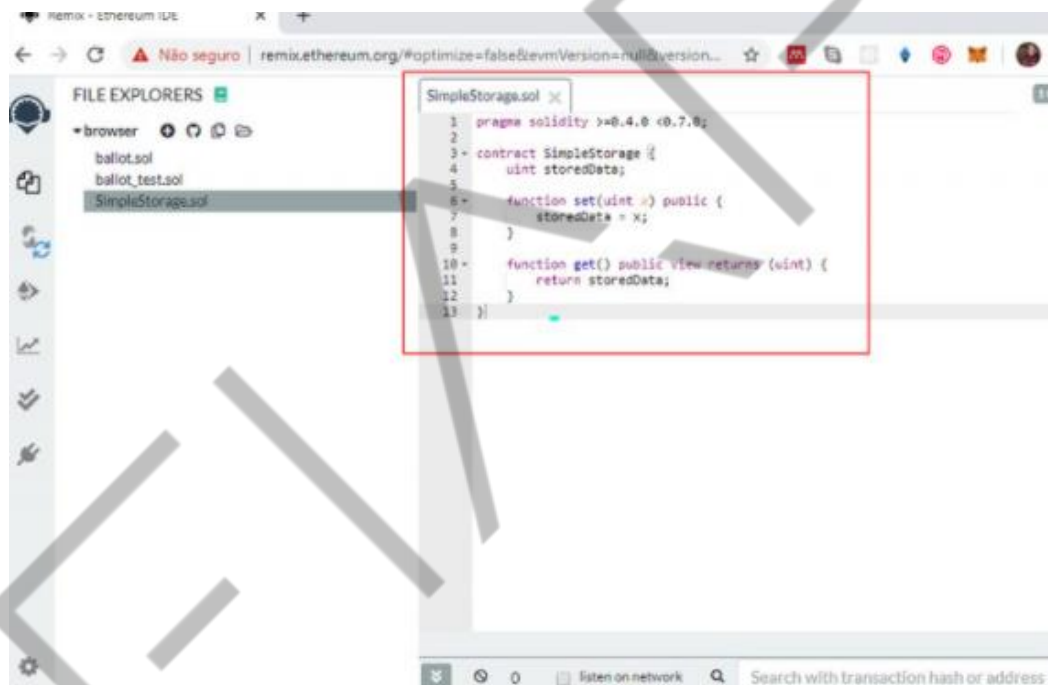 Remix - Ethereum IDE
Não seguro | remix.ethereum.org/#optimize=false&evmVersion=null&version...
FILE EXPLORERS
browser
ballot.sol
ballot_test.sol
SimpleStorage.sol
SimpleStorage.sol
1 pragma solidity >=0.4.0 <0.7.0;
2
3 contract SimpleStorage {
4 uint storedData;
5
6 function set(uint x) public {
7 storedData = x;
8 }
9
10 function get() public view returns (uint) {
11 return storedData;
12 }
13 }
0 listen on network Search with transaction hash or address